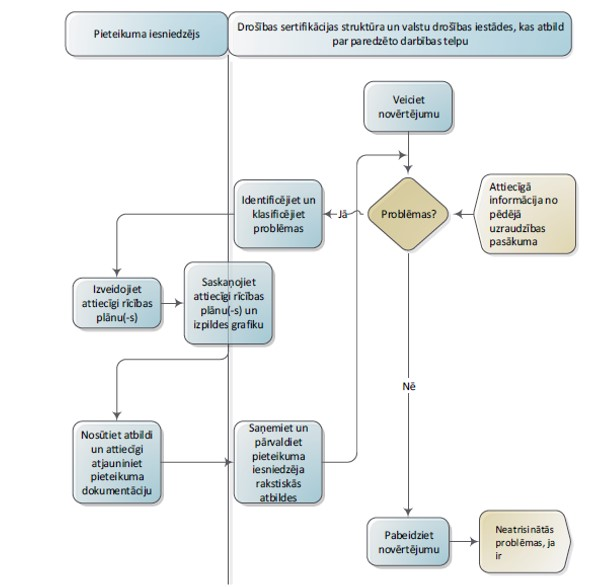 Pieteikuma iesniedzējs
Drošības sertifikācijas struktūra un valstu drošības iestādes, kas atbild
par paredzēto darbības telpu
Veiciet
novērtējumu
Problēmas?
Attiecīgā
informācija no
pēdējā
uzraudzības
pasākuma
Jā
Identificējiet un
klasificējiet
problēmas
Izveidojiet
attiecīgi rīcības
plānu(-s)
Saskaņojiet
attiecīgi rīcības
plānu(-s) un
izpildes grafiku
Nē
Nosūtiet atbildi
un attiecīgi
atjauniniet
pieteikuma
dokumentāciju
Saņemiet un
pārvaldiet
pieteikuma
iesniedzēja
rakstiskās
atbildes
Pabeidziet
novērtējumu
Neatrisinātās
problēmas, ja
ir